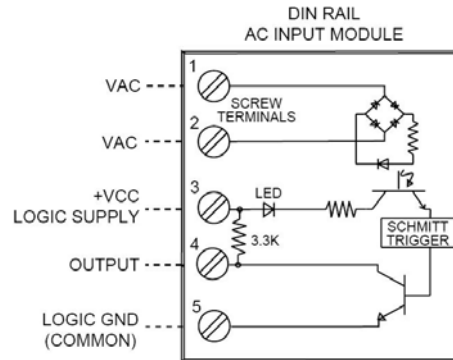 DIN RAIL
AC INPUT MODULE
1
VAC
SCREW
TERMINALS
2
VAC
3
+VCC
LOGIC SUPPLY
LED
3.3K
SCHMITT
TRIGGER
4
OUTPUT
5
LOGIC GND
(COMMON)